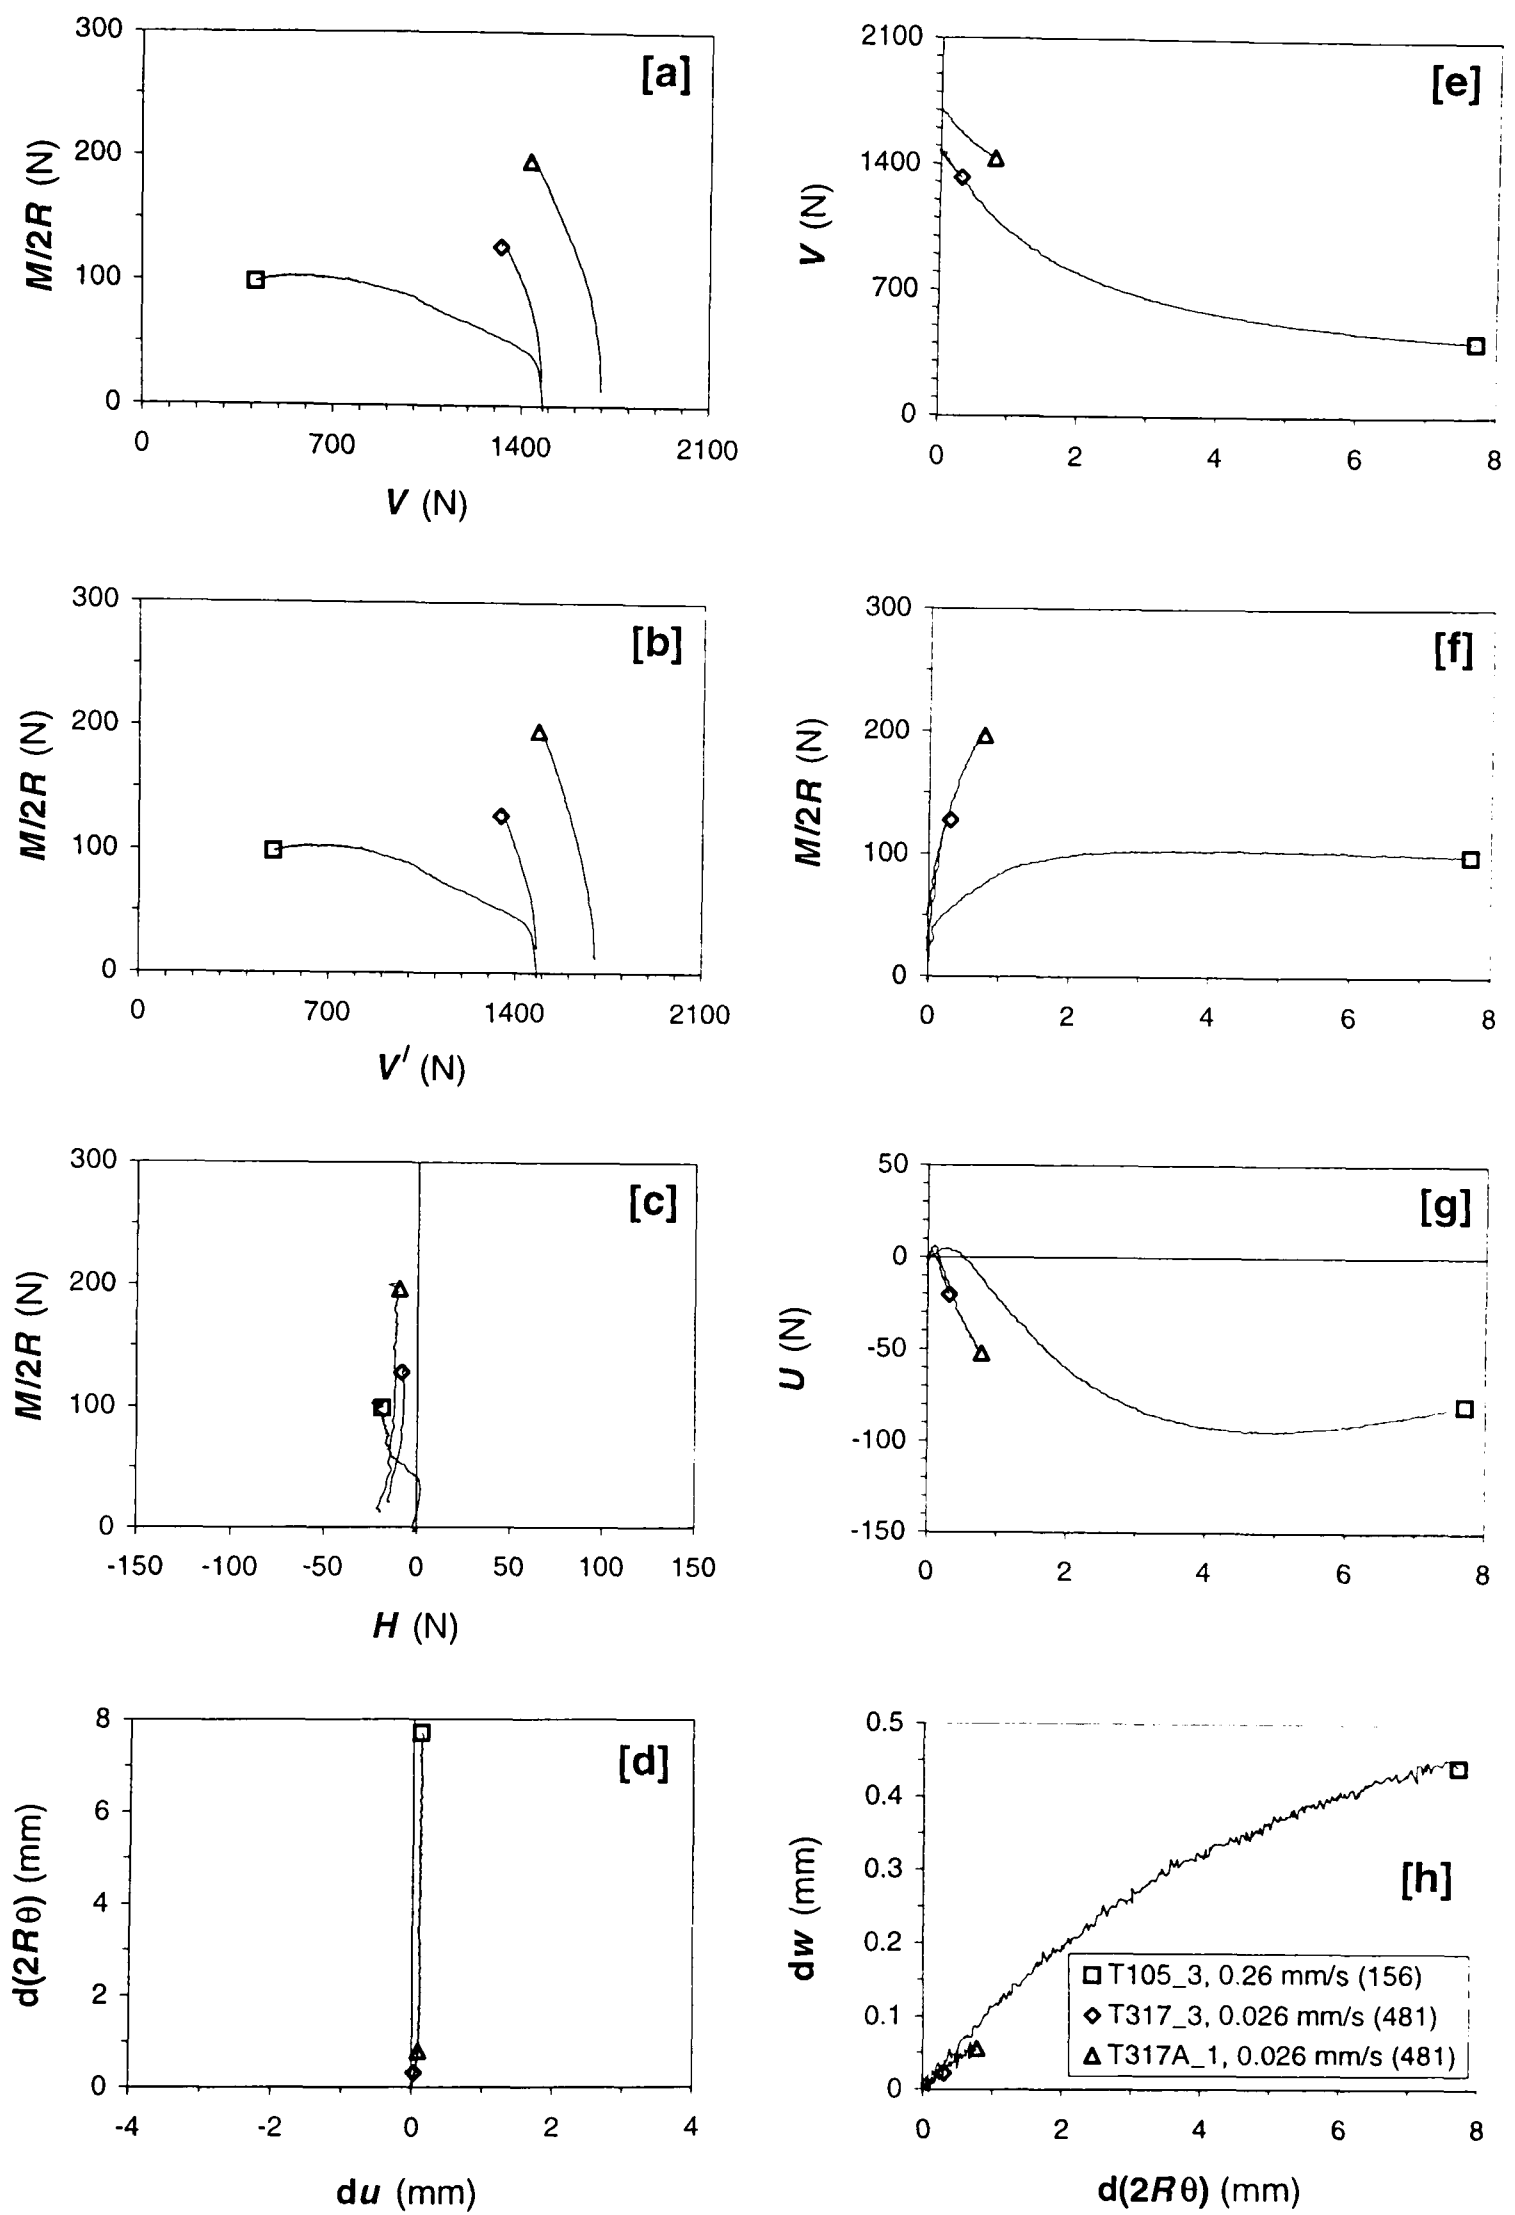 [a]
300
200
100
0
M/2R (N)
0 700 1400 2100
V (N)
[e]
2100
1400
700
0
V (N)
0 2 4 6 8
[b]
300
200
100
0
M/2R (N)
0 700 1400 2100
V′ (N)
[f]
300
200
100
0
M/2R (N)
0 2 4 6 8
[c]
300
200
100
0
M/2R (N)
-150 -100 -50 0 50 100 150
H (N)
[g]
50
0
-50
-100
-150
U (N)
0 2 4 6 8
[d]
8
6
4
2
0
d(2Rθ) (mm)
-4 -2 0 2 4
du (mm)
[h]
0.5
0.4
0.3
0.2
0.1
0
dw (mm)
T105_3, 0.26 mm/s (156)
T317_3, 0.026 mm/s (481)
T317A_1, 0.026 mm/s (481)
0 2 4 6 8
d(2Rθ) (mm)